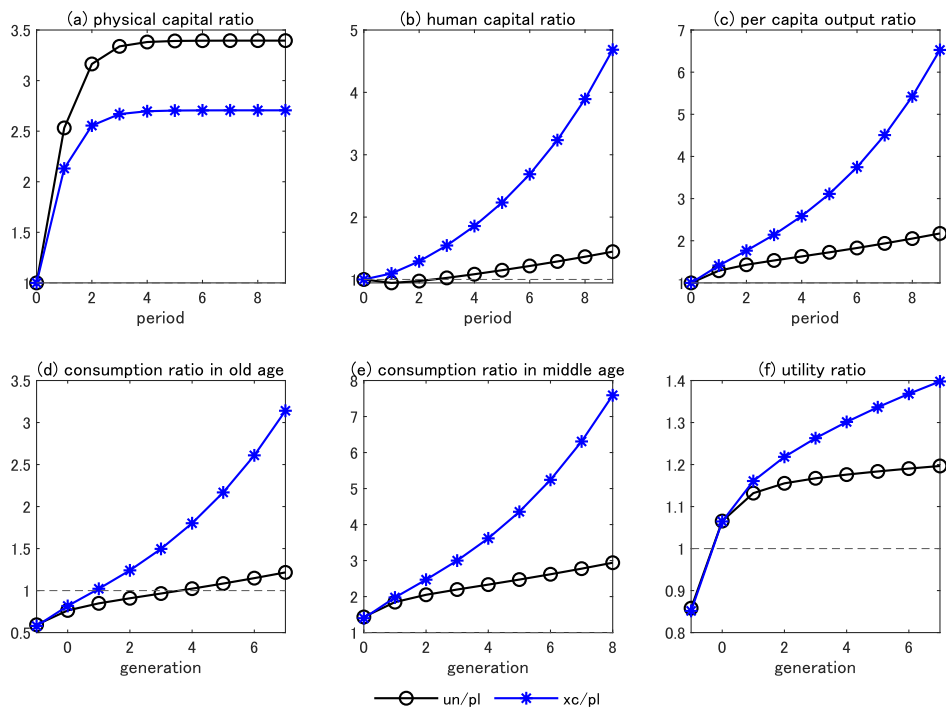 (a) physical capital ratio
(b) human capital ratio
(c) per capita output ratio
3.5
3
2.5
2
1.5
1
0 2 4 6 8
period
5
4
3
2
1
0 2 4 6 8
period
7
6
5
4
3
2
1
0 2 4 6 8
period
(d) consumption ratio in old age
(e) consumption ratio in middle age
(f) utility ratio
3.5
3
2.5
2
1.5
1
0.5
0 2 4 6
generation
8
7
6
5
4
3
2
1
0 2 4 6 8
generation
1.4
1.3
1.2
1.1
1
0.9
0.8
0 2 4 6
generation
un/pl xc/pl